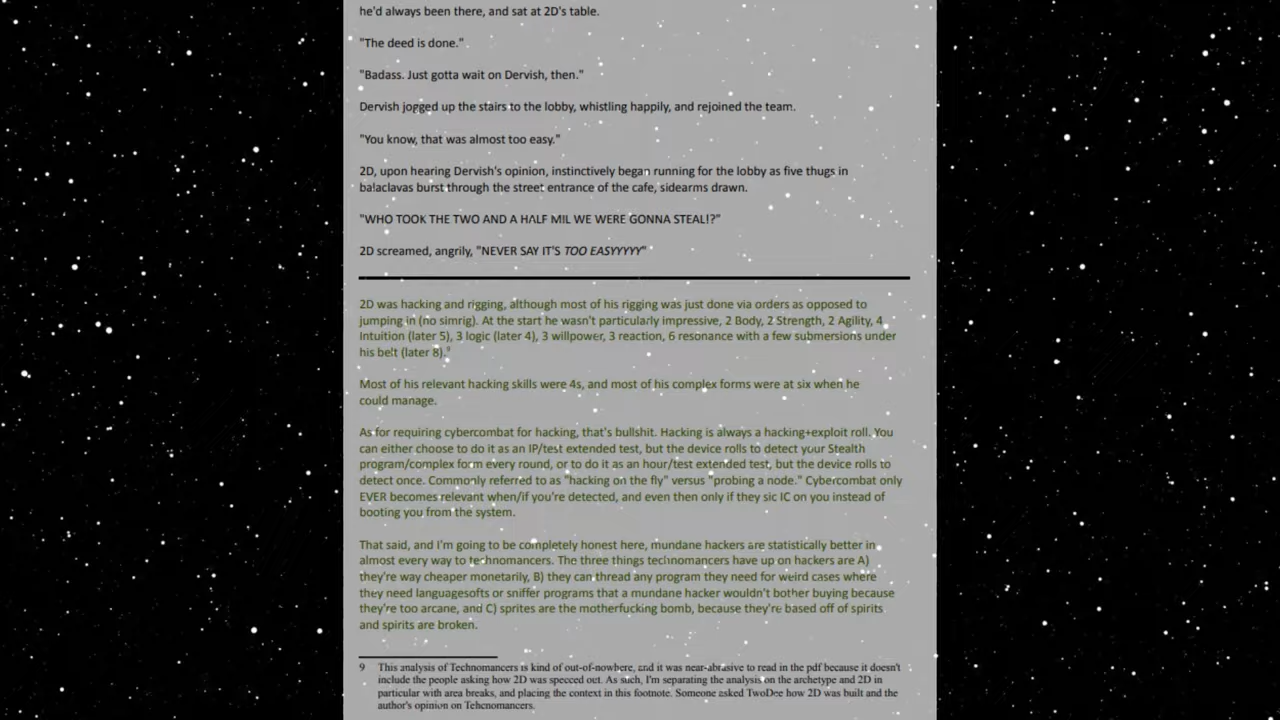 he'd always been there, and sat at 2D's table.
"The deed is done."
"Badass. Just gotta wait on Dervish, then."
Dervish jogged up the stairs to the lobby, whistling happily, and rejoined the team.
"You know, that was almost too easy."
2D, upon hearing Dervish's opinion, instinctively began running for the lobby as five thugs in
balaclavas burst through the street entrance of the cafe, sidearms drawn.
"WHO TOOK THE TWO AND A HALF MIL WE WERE GONNA STEAL!?"
2D screamed, angrily, "NEVER SAY IT'S TOO EASYYYYY"
2D was hacking and rigging, although most of his rigging was just done via orders as opposed to
jumping in (no simrig). At the start he wasn't particularly impressive, 2 Body, 2 Strength, 2 Agility, 4
Intuition (later 5), 3 logic (later 4), 3 willpower, 3 reaction, 6 resonance with a few submersions under
his belt (later 8).⁹
Most of his relevant hacking skills were 4s, and most of his complex forms were at six when he
could manage.
As for requiring cybercombat for hacking, that's bullshit. Hacking is always a hacking+exploit roll. You
can either choose to do it as an IP/test extended test, but the device rolls to detect your Stealth
program/complex form every round, or to do it as an hour/test extended test, but the device rolls to
detect once. Commonly referred to as "hacking on the fly" versus "probing a node." Cybercombat only
EVER becomes relevant when/if you're detected, and even then only if they sic IC on you instead of
booting you from the system.
That said, and I'm going to be completely honest here, mundane hackers are statistically better in
almost every way to technomancers. The three things technomancers have up on hackers are A)
they're way cheaper monetarily, B) they can thread any program they need for weird cases where
they need languagesofts or sniffer programs that a mundane hacker wouldn't bother buying because
they're too arcane, and C) sprites are the motherfucking bomb, because they're based off of spirits
and spirits are broken.
9 This analysis of Technomancers is kind of out-of-nowhere, and it was near-abrasive to read in the pdf because it doesn't
include the people asking how 2D was specced out. As such, I'm separating the analysis on the archetype and 2D in
particular with area breaks, and placing the context in this footnote. Someone asked TwoDee how 2D was built and the
author's opinion on Tehcnomancers.